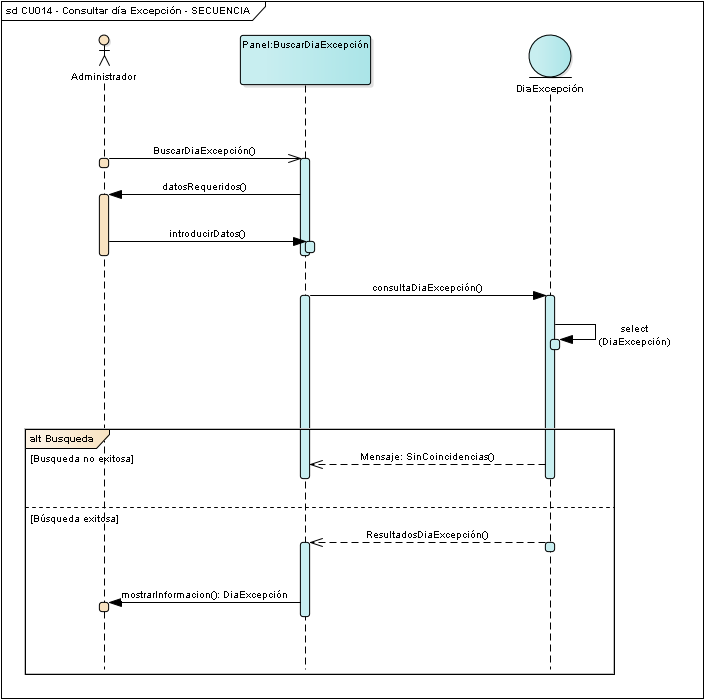 sd CU014 - Consultar día Excepción - SECUENCIA
Administrador
Panel:BuscarDiaExcepción
DiaExcepción
BuscarDiaExcepción()
datosRequeridos()
introducirDatos()
consultaDiaExcepción()
select
(DiaExcepción)
alt Busqueda
[Busqueda no exitosa]
Mensaje: SinCoincidencias()
[Búsqueda exitosa]
ResultadosDiaExcepción()
mostrarInformacion(): DiaExcepción